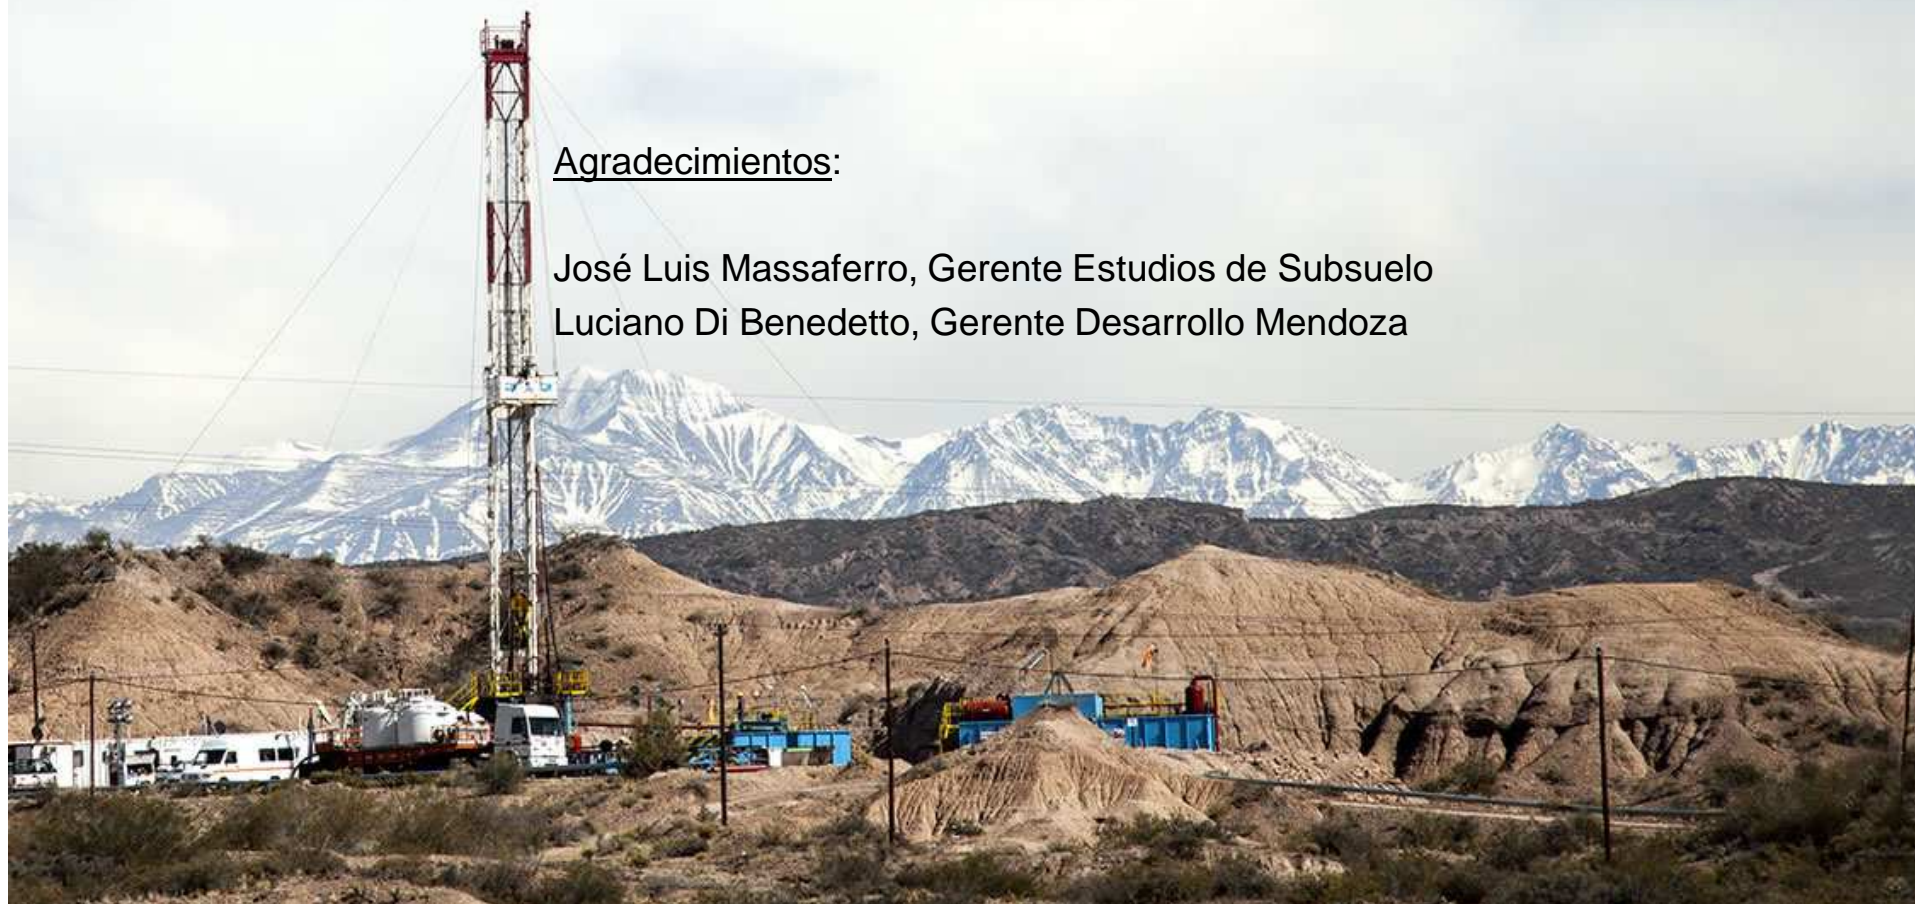 Agradecimientos:
José Luis Massaferro, Gerente Estudios de Subsuelo
Luciano Di Benedetto, Gerente Desarrollo Mendoza